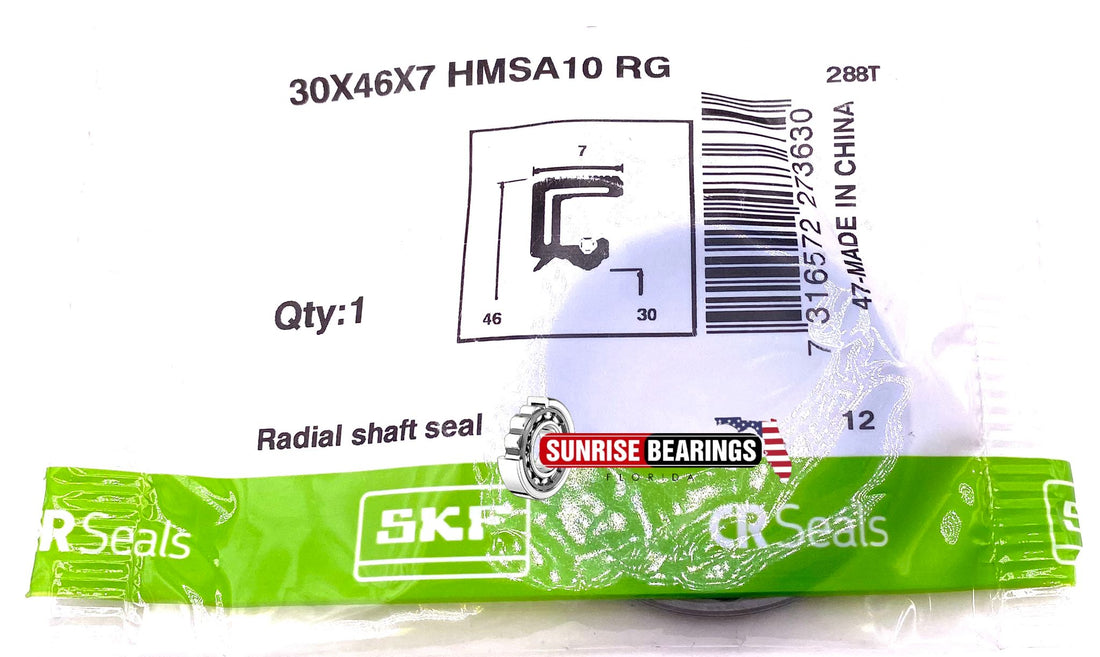 30X46X7 HMSA10 RG
288T
7
46
30
7 316572 273630
47-MADE IN CHINA
Qty:1
Radial shaft seal
12
SUNRISE BEARINGS
FLORIDA
CR Seals
SKF
CR Seals
S